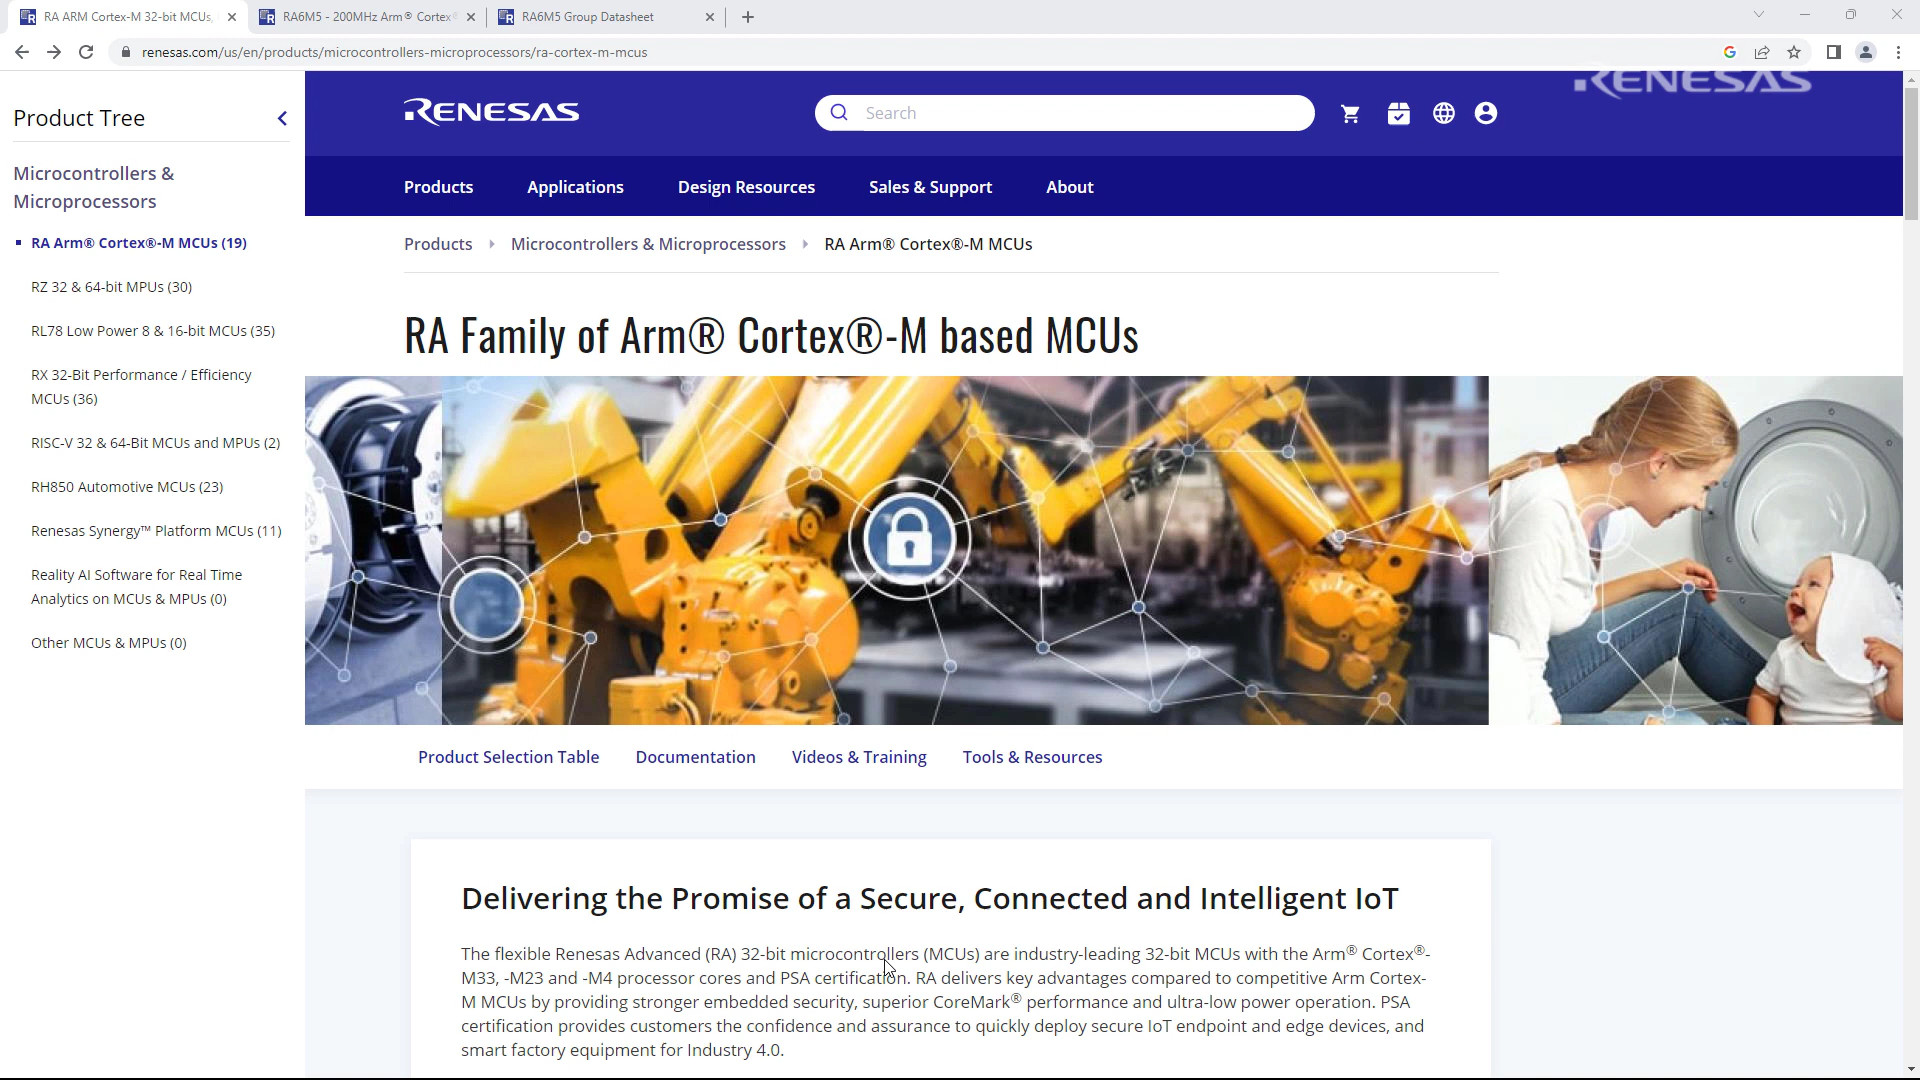 RA ARM Cortex-M 32-bit MCUs,
RA6M5 - 200MHz Arm® Cortex
RA6M5 Group Datasheet
renesas.com/us/en/products/microcontrollers-microprocessors/ra-cortex-m-mcus
RENESAS
Product Tree
RENESAS
Search
Microcontrollers &
Microprocessors
RA Arm® Cortex®-M MCUs (19)
RZ 32 & 64-bit MPUs (30)
RL78 Low Power 8 & 16-bit MCUs (35)
RX 32-Bit Performance / Efficiency
MCUs (36)
RISC-V 32 & 64-Bit MCUs and MPUs (2)
RH850 Automotive MCUs (23)
Renesas Synergy™ Platform MCUs (11)
Reality AI Software for Real Time
Analytics on MCUs & MPUs (0)
Other MCUs & MPUs (0)
Products Applications Design Resources Sales & Support About
Products Microcontrollers & Microprocessors RA Arm® Cortex®-M MCUs
RA Family of Arm® Cortex®-M based MCUs
Product Selection Table Documentation Videos & Training Tools & Resources
Delivering the Promise of a Secure, Connected and Intelligent IoT
The flexible Renesas Advanced (RA) 32-bit microcontrollers (MCUs) are industry-leading 32-bit MCUs with the Arm® Cortex®-
M33, -M23 and -M4 processor cores and PSA certification. RA delivers key advantages compared to competitive Arm Cortex-
M MCUs by providing stronger embedded security, superior CoreMark® performance and ultra-low power operation. PSA
certification provides customers the confidence and assurance to quickly deploy secure IoT endpoint and edge devices, and
smart factory equipment for Industry 4.0.